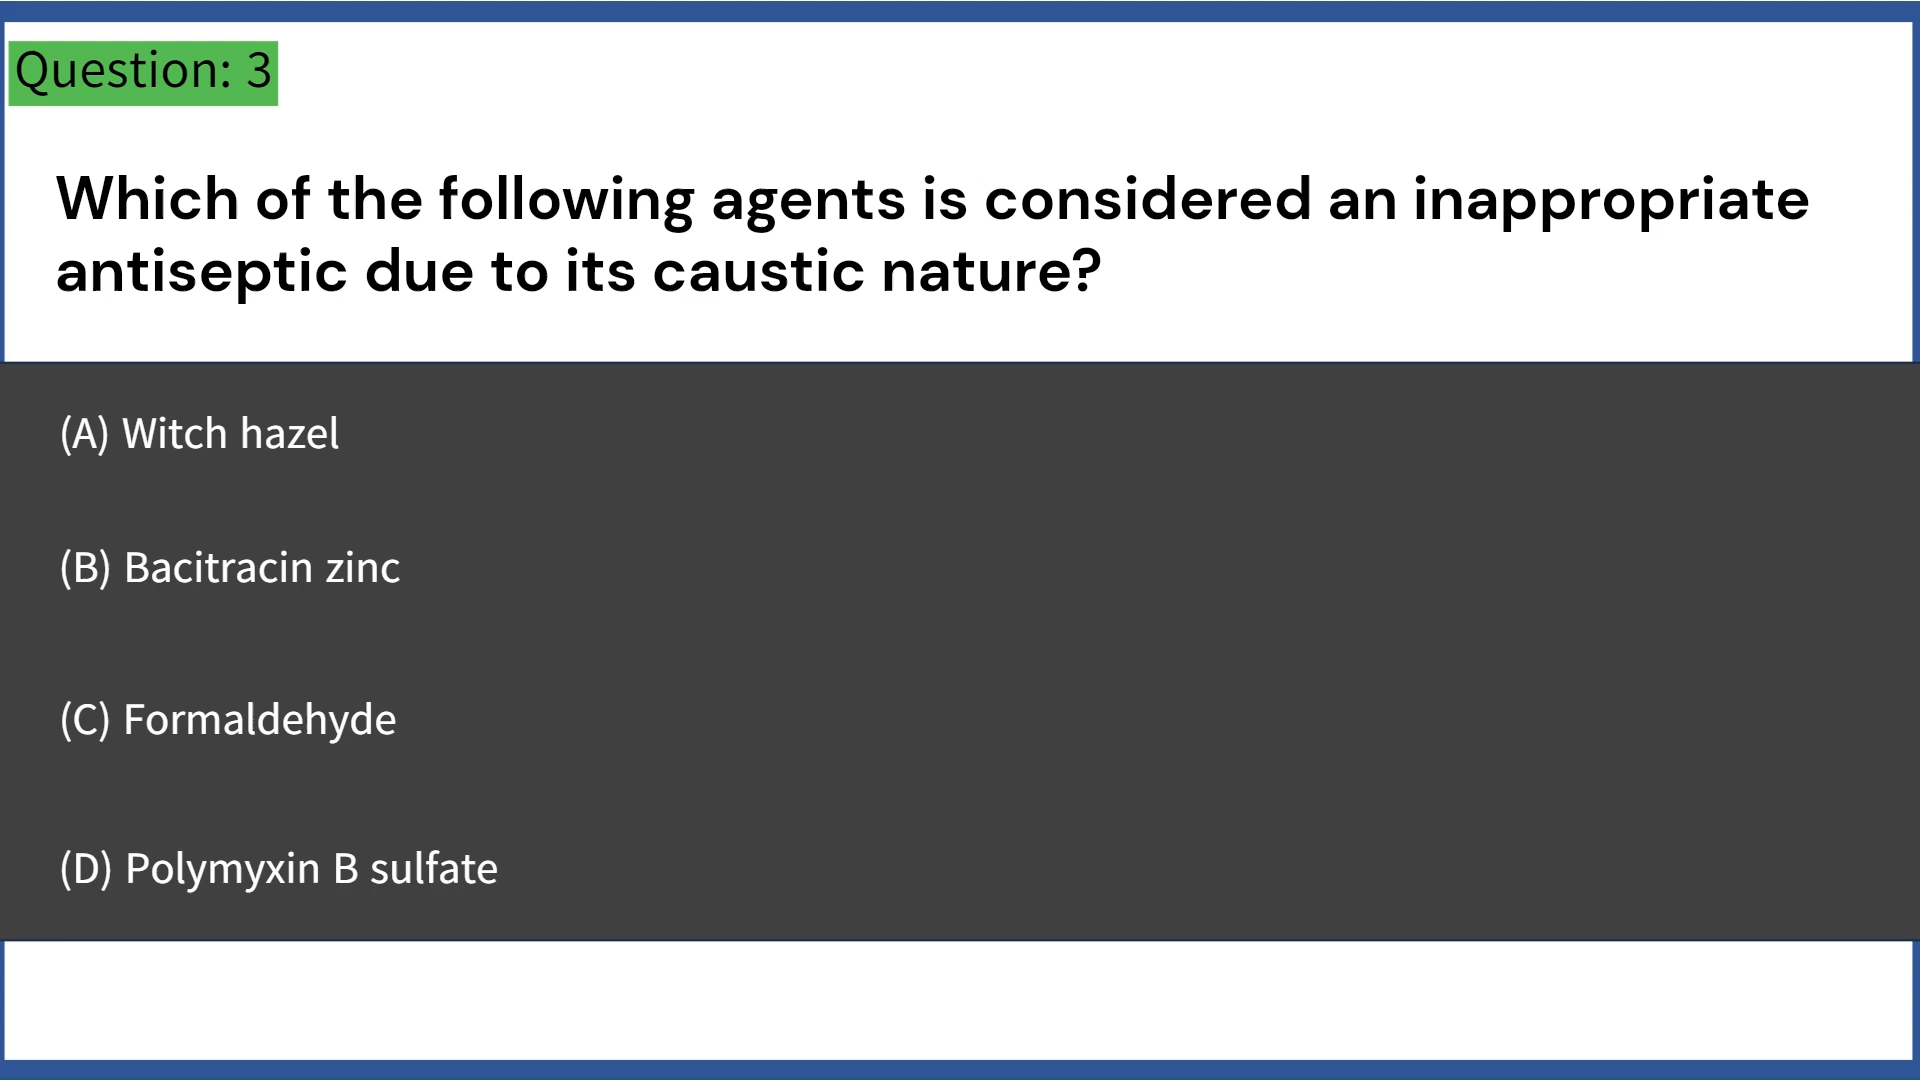 Question: 3
Which of the following agents is considered an inappropriate
antiseptic due to its caustic nature?
(A) Witch hazel
(B) Bacitracin zinc
(C) Formaldehyde
(D) Polymyxin B sulfate